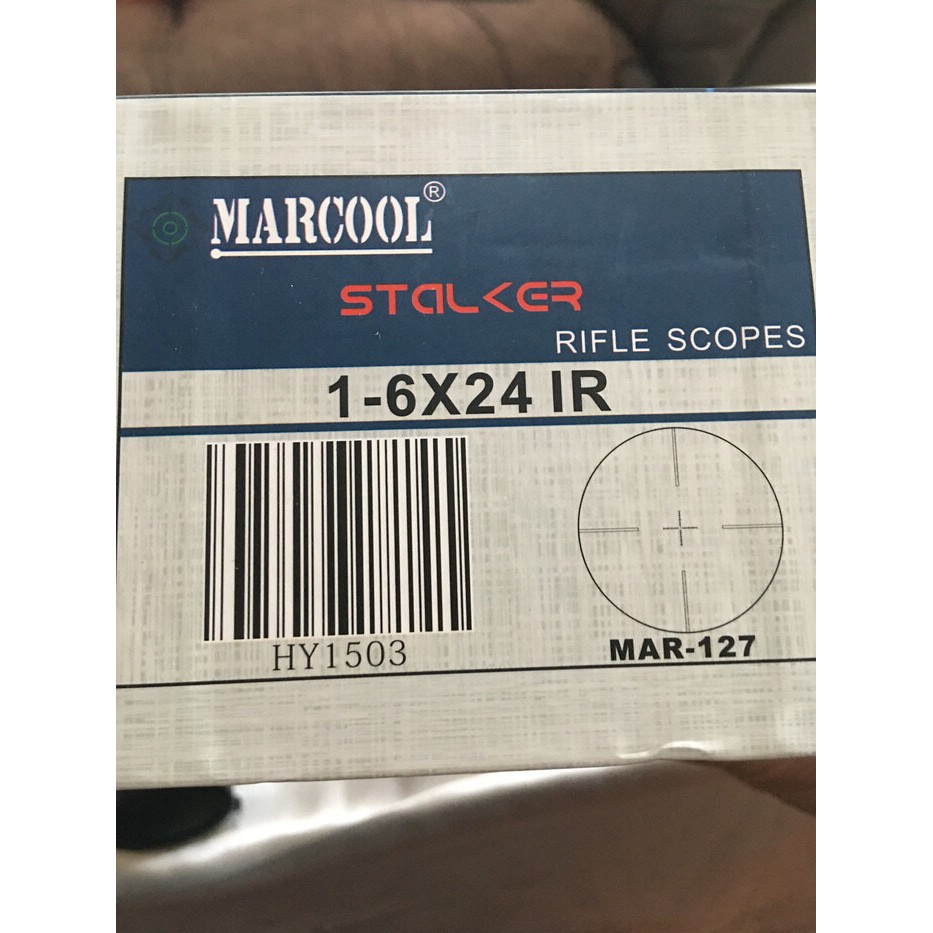 MARCOOL®
STALKER
RIFLE SCOPES
1-6X24 IR
HY1503
MAR-127